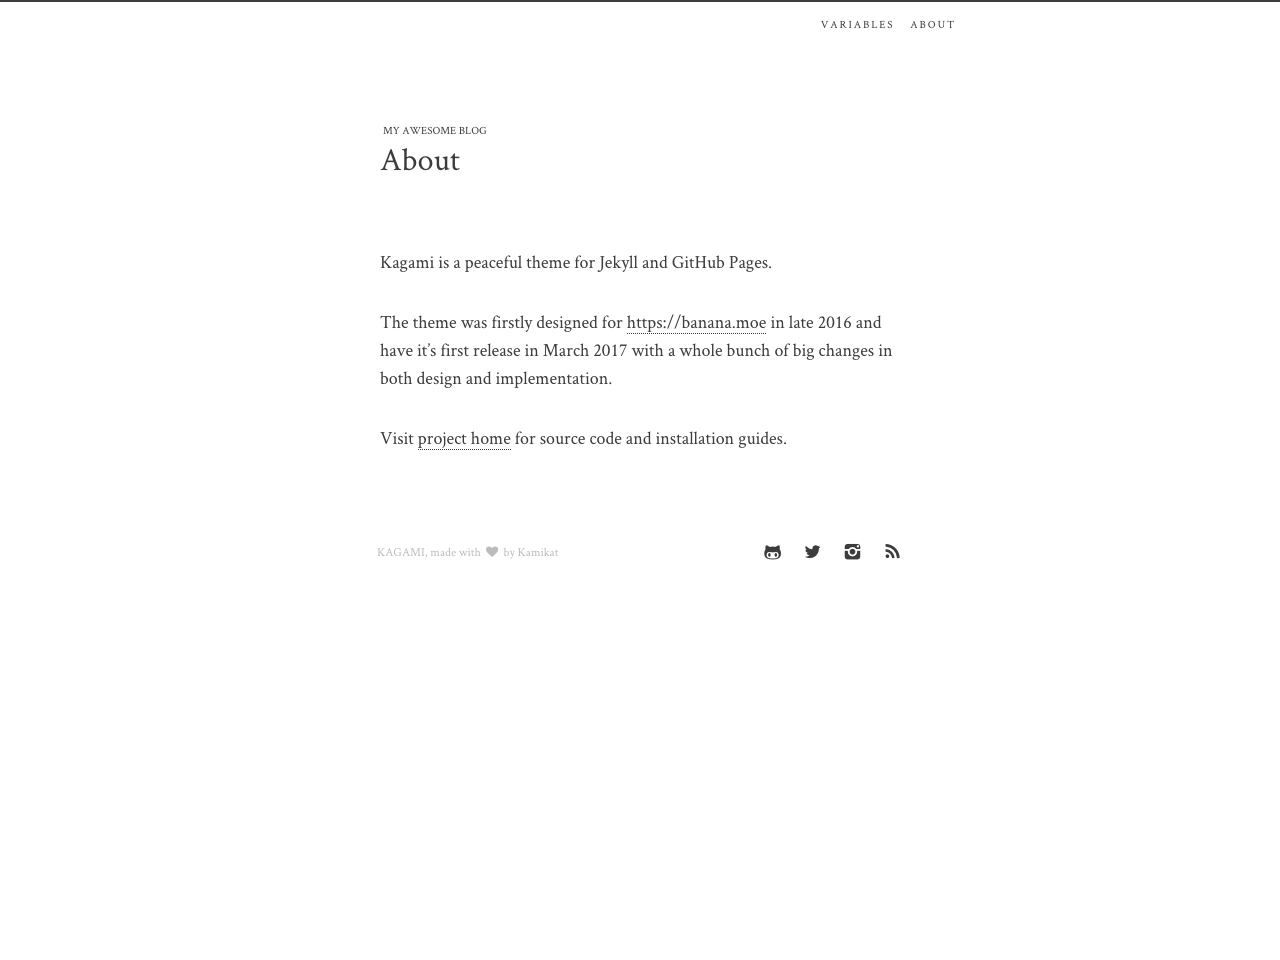 VARIABLES ABOUT
MY AWESOME BLOG
About
Kagami is a peaceful theme for Jekyll and GitHub Pages.
The theme was firstly designed for https://banana.moe in late 2016 and
have it’s first release in March 2017 with a whole bunch of big changes in
both design and implementation.
Visit project home for source code and installation guides.
KAGAMI, made with by Kamikat